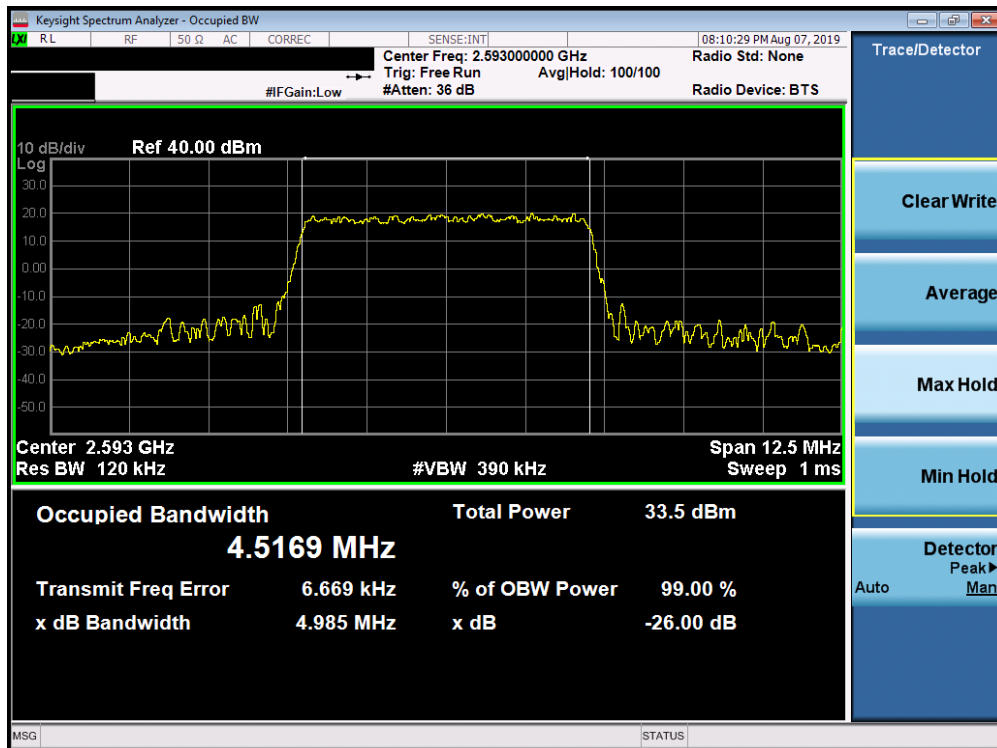 Keysight Spectrum Analyzer - Occupied BW
LXI RL RF 50 Ω AC CORREC SENSE:INT 08:10:29 PM Aug 07, 2019
Center Freq: 2.593000000 GHz Radio Std: None
Trig: Free Run Avg|Hold: 100/100
#IFGain:Low #Atten: 36 dB Radio Device: BTS
10 dB/div Ref 40.00 dBm
Log
30.0
20.0
10.0
0.00
-10.0
-20.0
-30.0
-40.0
-50.0
Center 2.593 GHz Span 12.5 MHz
Res BW 120 kHz #VBW 390 kHz Sweep 1 ms
Occupied Bandwidth Total Power 33.5 dBm
4.5169 MHz
Transmit Freq Error 6.669 kHz % of OBW Power 99.00 %
x dB Bandwidth 4.985 MHz x dB -26.00 dB
MSG STATUS
Trace/Detector
Clear Write
Average
Max Hold
Min Hold
Detector
Peak▶
Auto Man